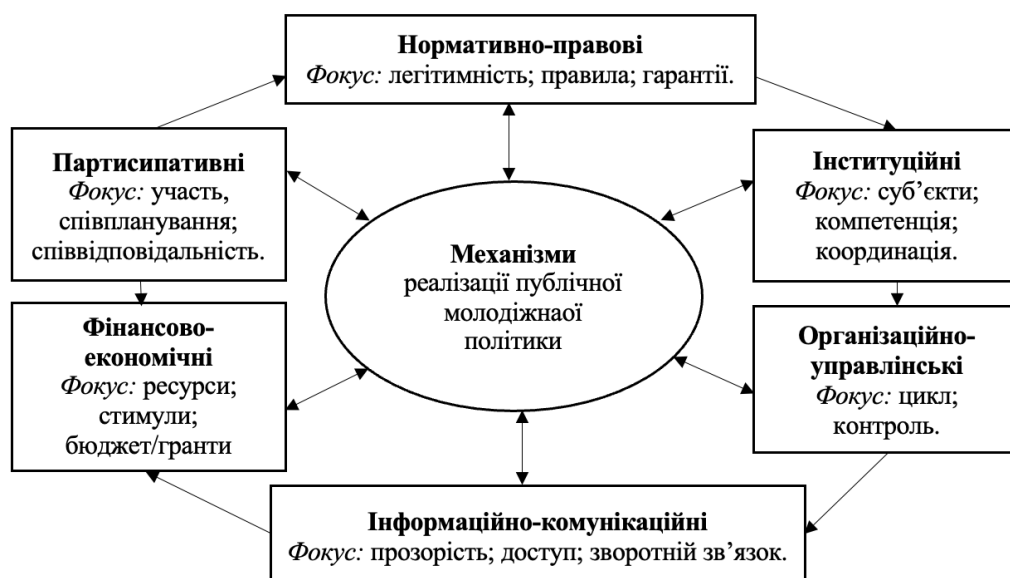 Нормативно-правові
Фокус: легітимність; правила; гарантії.
Партисипативні
Фокус: участь,
співпланування;
співвідповідальність.
Інституційні
Фокус: суб’єкти;
компетенція;
координація.
Механізми
реалізації публічної
молодіжнаої
політики
Фінансово-
економічні
Фокус: ресурси;
стимули;
бюджет/гранти
Організаційно-
управлінські
Фокус: цикл;
контроль.
Інформаційно-комунікаційні
Фокус: прозорість; доступ; зворотній зв’язок.